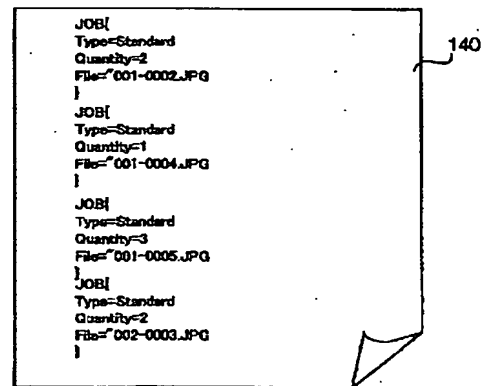 JOB{
Type=Standard
Quantity=2
File="001-0002.JPG
}
JOB{
Type=Standard
Quantity=1
File="001-0004.JPG
}
JOB{
Type=Standard
Quantity=3
File="001-0005.JPG
}
JOB{
Type=Standard
Quantity=2
File="002-0003.JPG
}
140